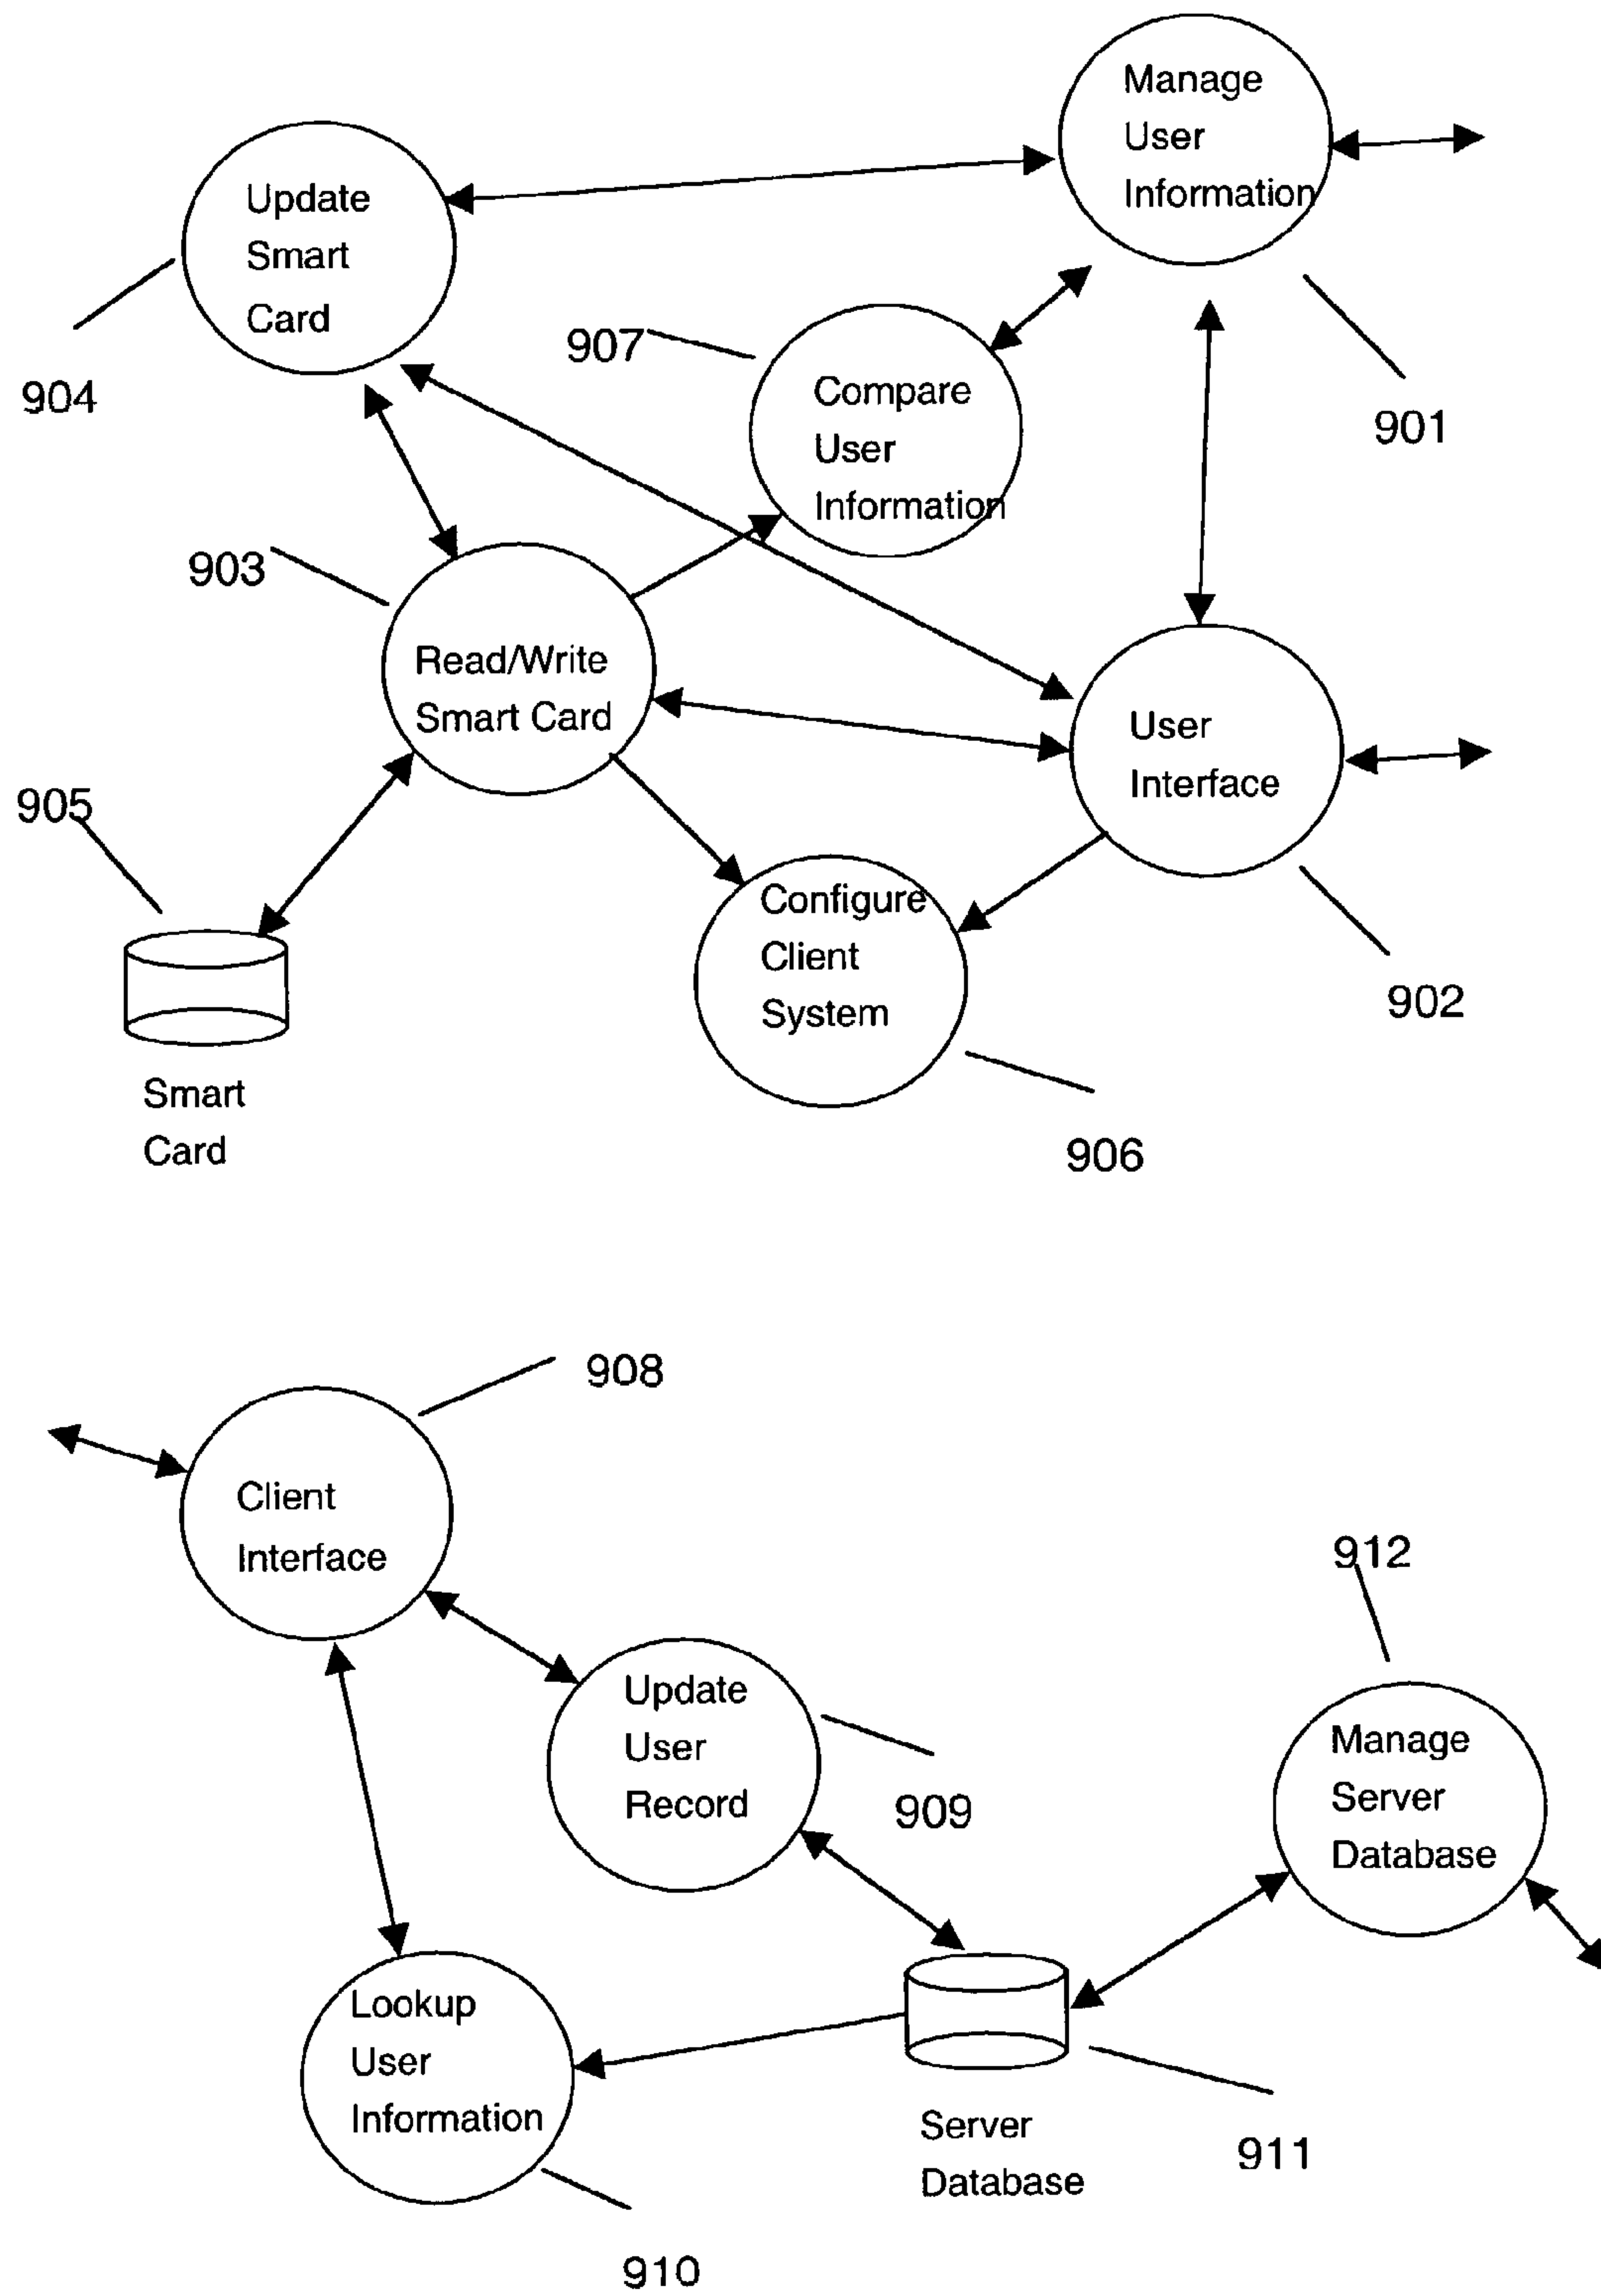 Manage
User
Information
Update
Smart
Card
907
904
Compare
User
Information
901
903
Read/Write
Smart Card
User
Interface
905
Configure
Client
System
902
Smart
Card
906
908
Client
Interface
912
Update
User
Record
909
Manage
Server
Database
Lookup
User
Information
Server
Database
911
910